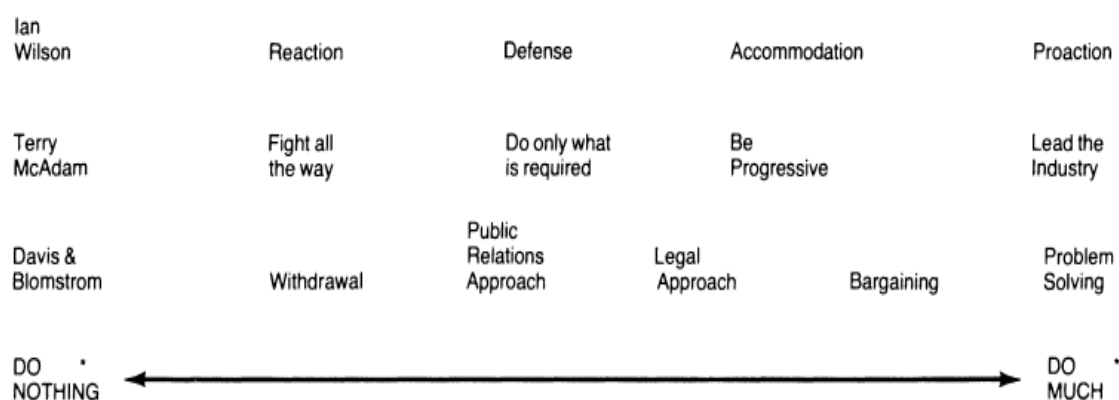 Ian
Wilson Reaction Defense Accommodation Proaction
Terry Fight all Do only what Be Lead the
McAdam the way is required Progressive Industry
Public
Davis & Relations Legal Problem
Blomstrom Withdrawal Approach Approach Bargaining Solving
DO DO
NOTHING MUCH